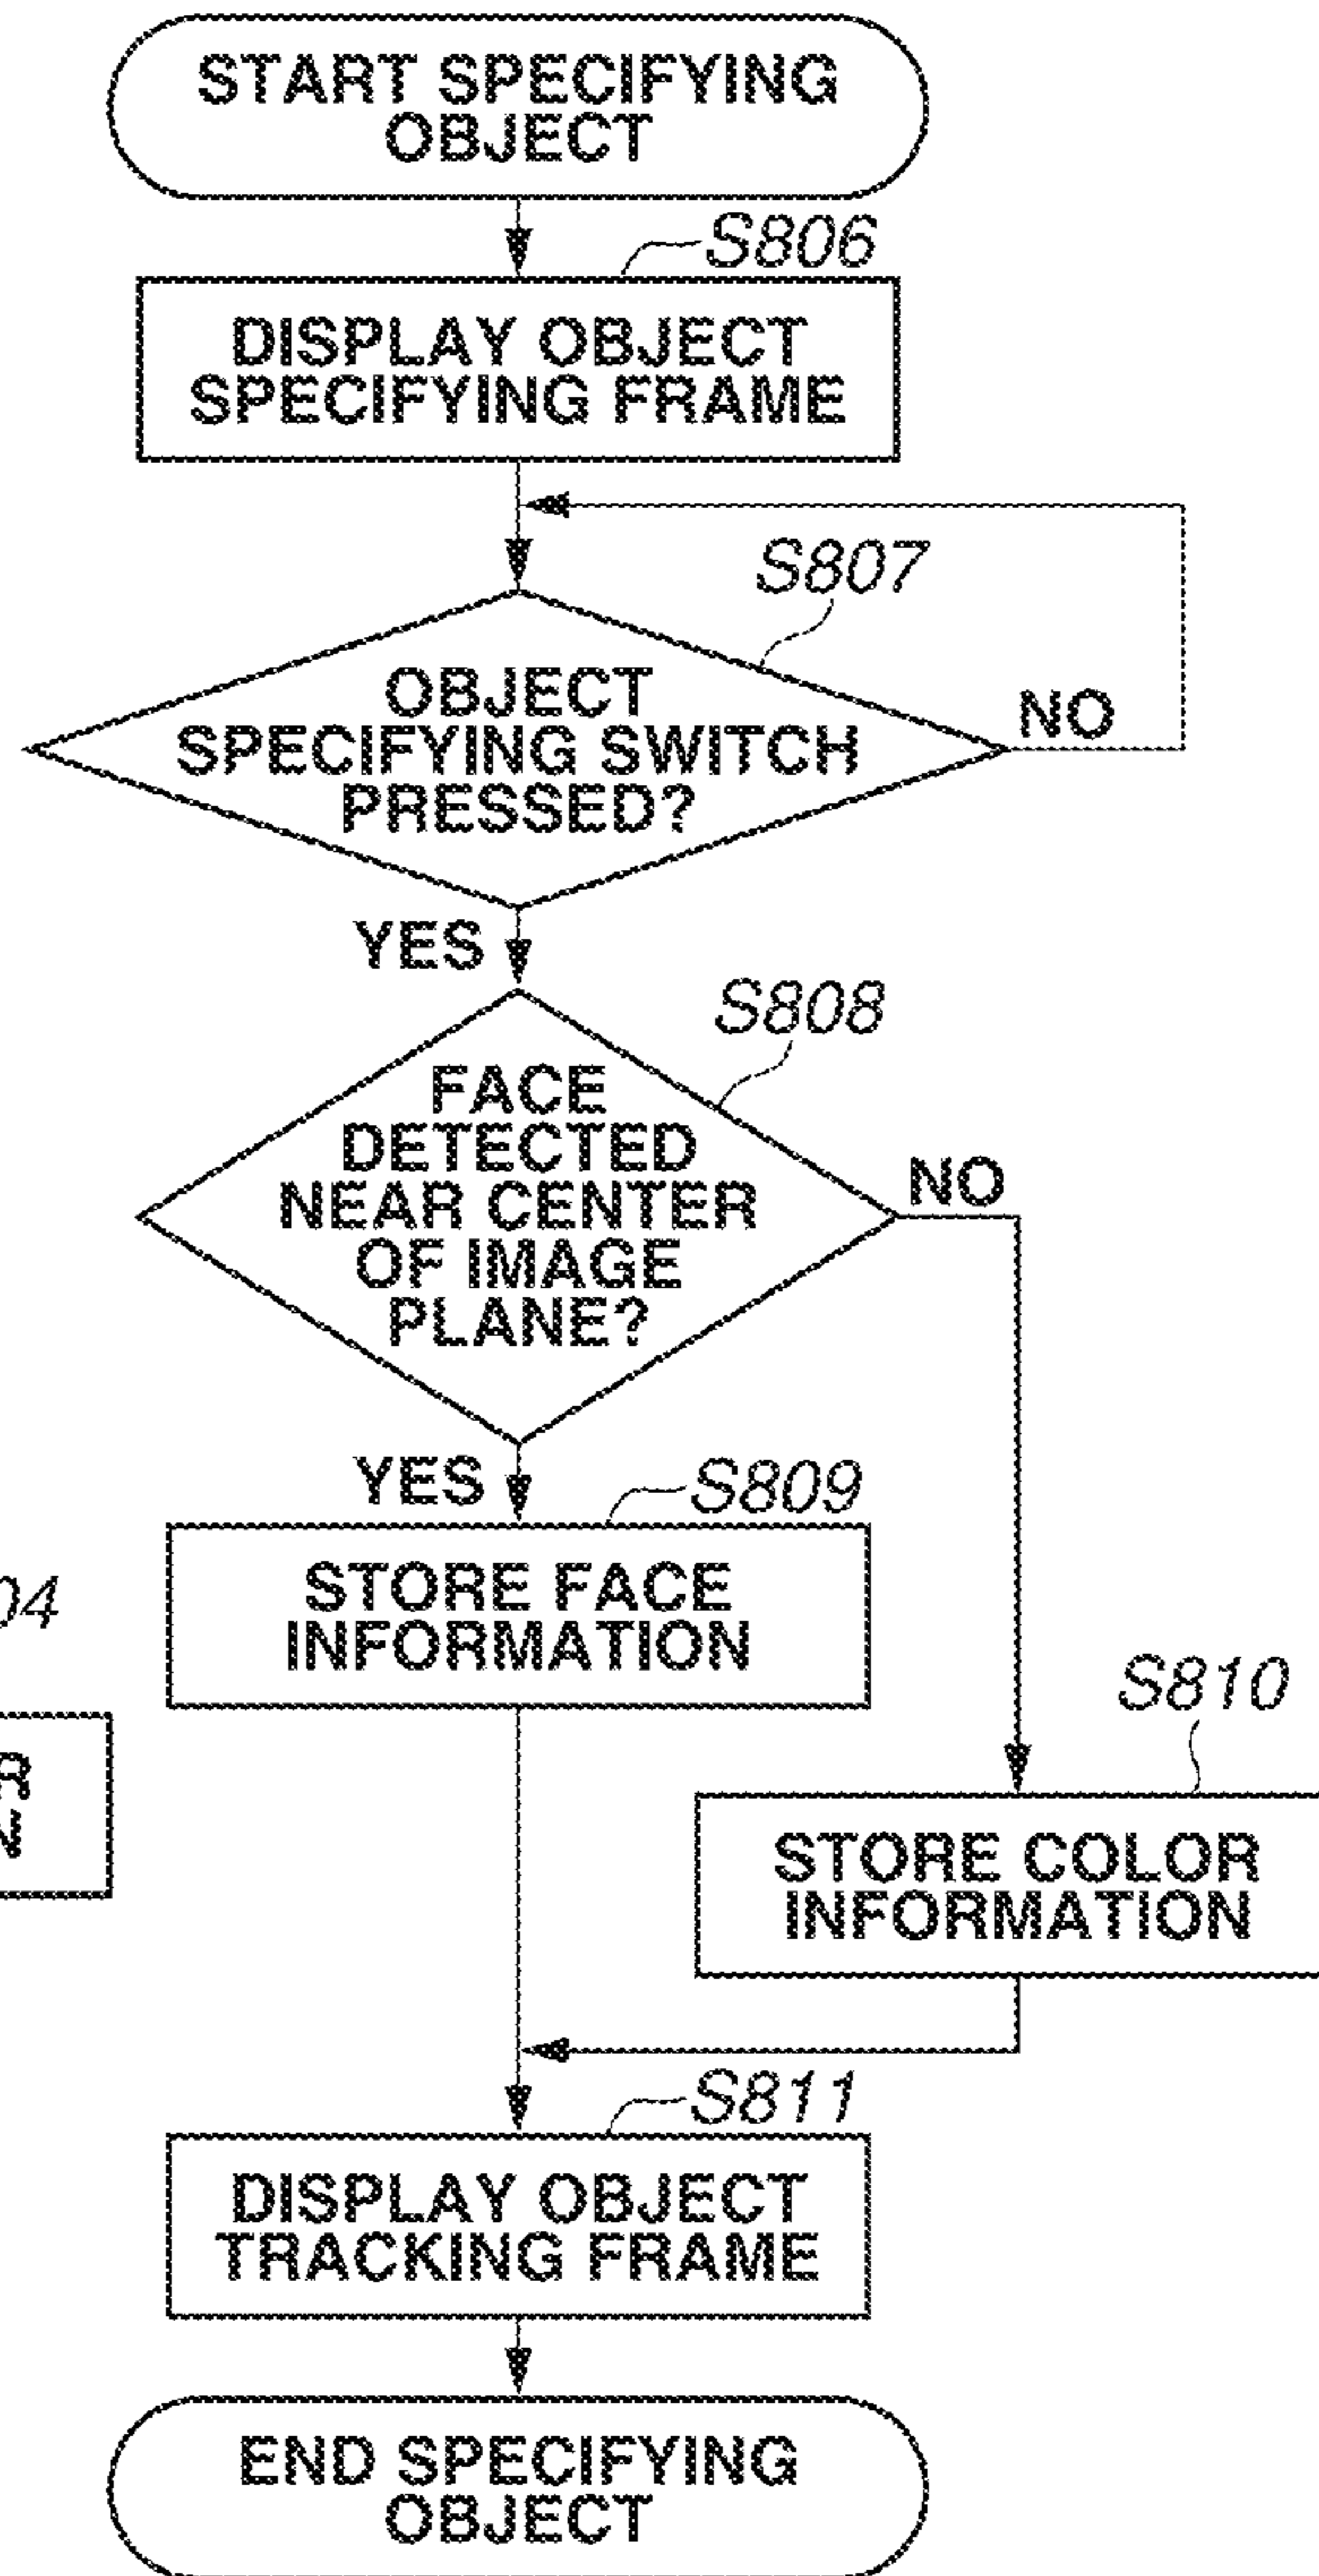 START SPECIFYING
OBJECT
S806
DISPLAY OBJECT
SPECIFYING FRAME
S807
OBJECT
SPECIFYING SWITCH
PRESSED?
NO
YES
S808
FACE
DETECTED
NEAR CENTER
OF IMAGE
PLANE?
NO
YES
S809
STORE FACE
INFORMATION
04
R
N
S810
STORE COLOR
INFORMATION
S811
DISPLAY OBJECT
TRACKING FRAME
END SPECIFYING
OBJECT